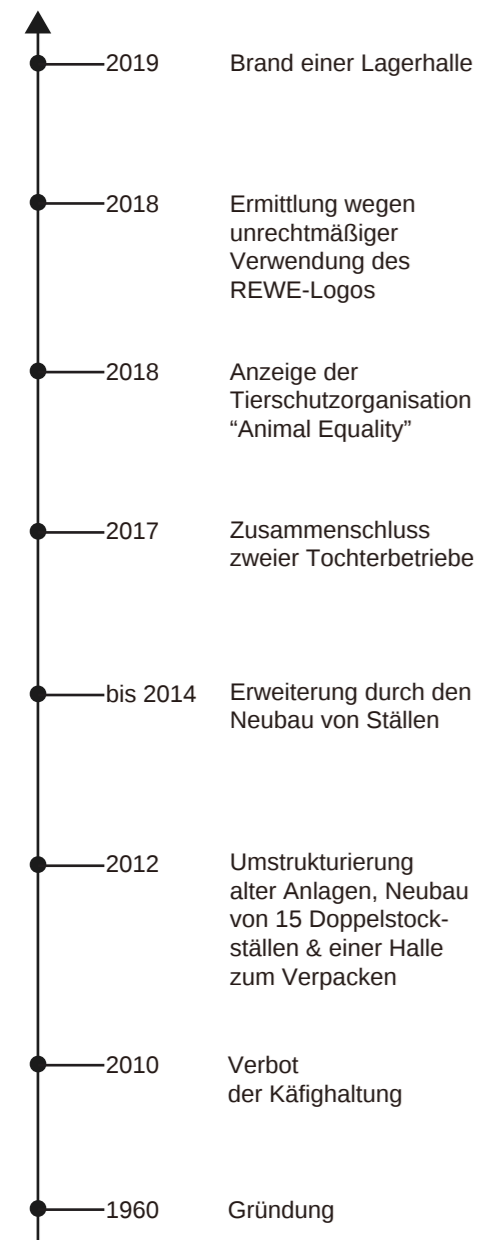 2019 Brand einer Lagerhalle
2018 Ermittlung wegen
unrechtmäßiger
Verwendung des
REWE-Logos
2018 Anzeige der
Tierschutzorganisation
“Animal Equality”
2017 Zusammenschluss
zweier Tochterbetriebe
bis 2014 Erweiterung durch den
Neubau von Ställen
2012 Umstrukturierung
alter Anlagen, Neubau
von 15 Doppelstock-
ställen & einer Halle
zum Verpacken
2010 Verbot
der Käfighaltung
1960 Gründung